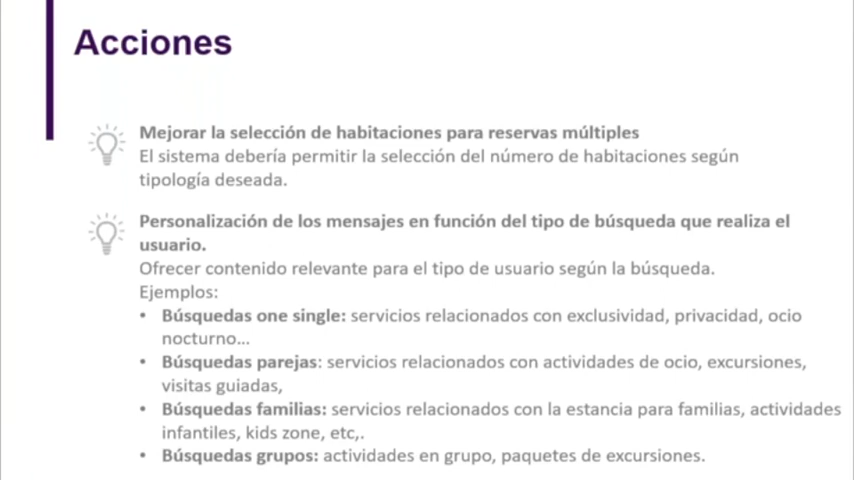 Acciones
Mejorar la selección de habitaciones para reservas múltiples
El sistema debería permitir la selección del número de habitaciones según
tipología deseada.
Personalización de los mensajes en función del tipo de búsqueda que realiza el
usuario.
Ofrecer contenido relevante para el tipo de usuario según la búsqueda.
Ejemplos:
• Búsquedas one single: servicios relacionados con exclusividad, privacidad, ocio
nocturno...
• Búsquedas parejas: servicios relacionados con actividades de ocio, excursiones,
visitas guiadas,
• Búsquedas familias: servicios relacionados con la estancia para familias, actividades
infantiles, kids zone, etc,.
• Búsquedas grupos: actividades en grupo, paquetes de excursiones.